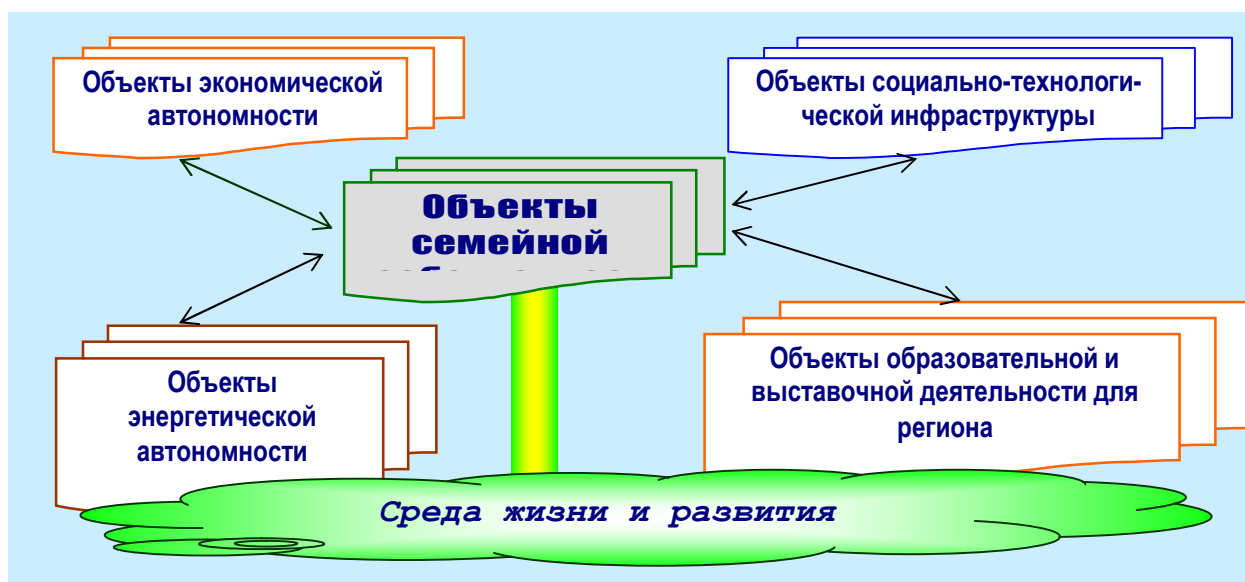 Объекты экономической
автономности
Объекты социально-технологи-
ческой инфраструктуры
Объекты
семейной
Объекты
энергетической
автономности
Объекты образовательной и
выставочной деятельности для
региона
Среда жизни и развития